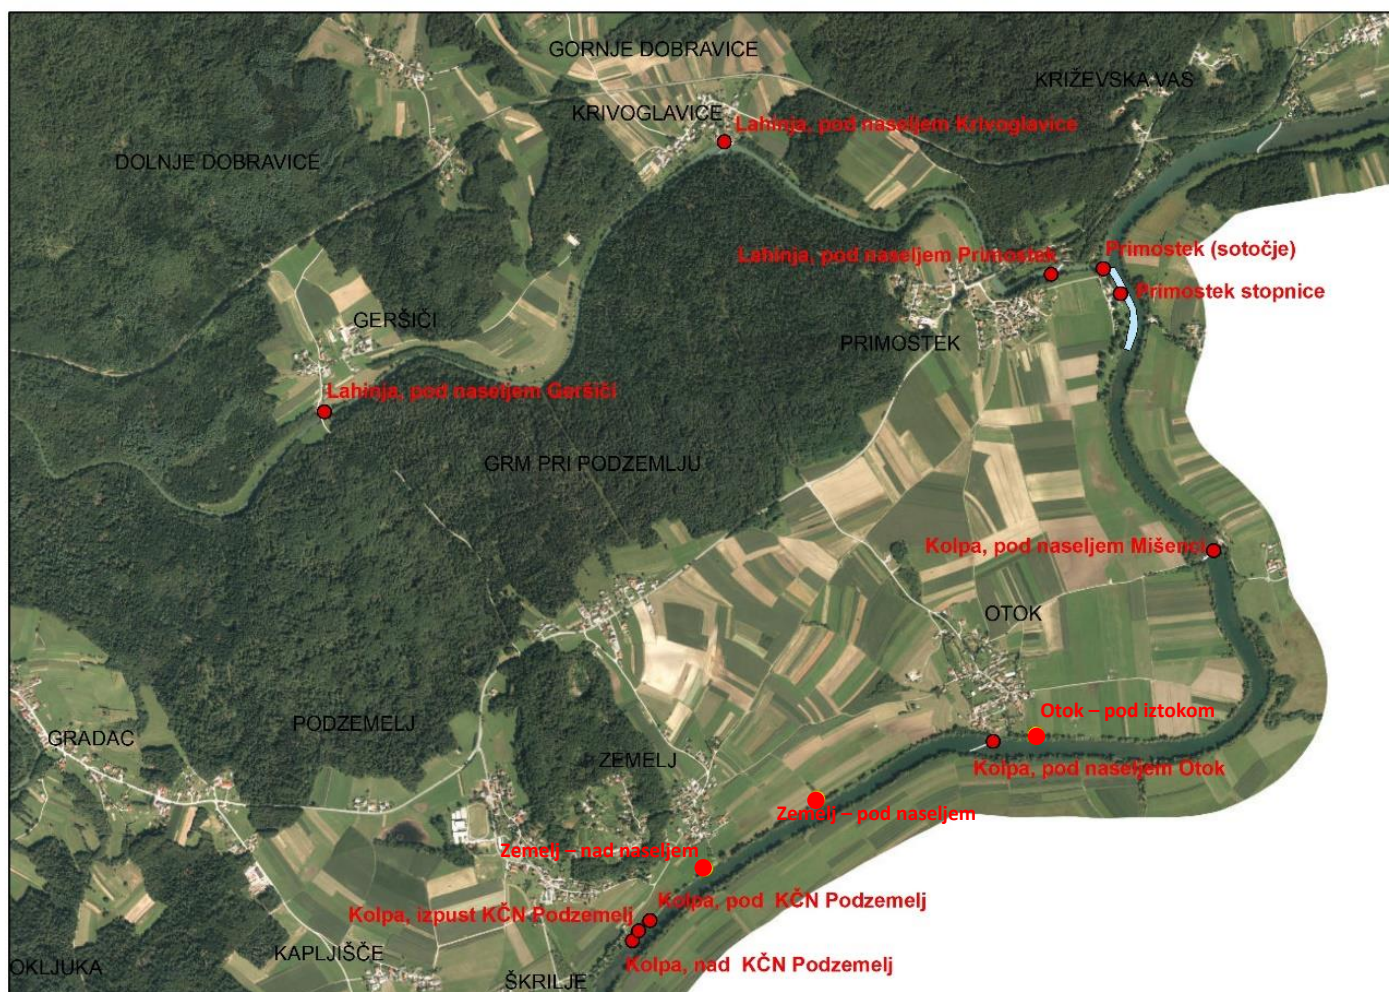 GORNJE DOBRAVICE
KRIŽEVSKA VAS
KRIVOGLAVICE
Lahinja, pod naseljem Krivoglavice
DOLNJE DOBRAVICE
Lahinja, pod naseljem Primostek
Primostek (sotočje)
Primostek stopnice
GERŠIČI
PRIMOSTEK
Lahinja, pod naseljem Geršiči
GRM PRI PODZEMLJU
Kolpa, pod naseljem Mišenci
OTOK
Otok – pod iztokom
PODZEMELJ
GRADAC
ZEMELJ
Kolpa, pod naseljem Otok
Zemelj – pod naseljem
Zemelj – nad naseljem
Kolpa, pod KČN Podzemelj
Kolpa, izpust KČN Podzemelj
KAPLJIŠČE
Kolpa, nad KČN Podzemelj
OKLJUKA
ŠKRILJE